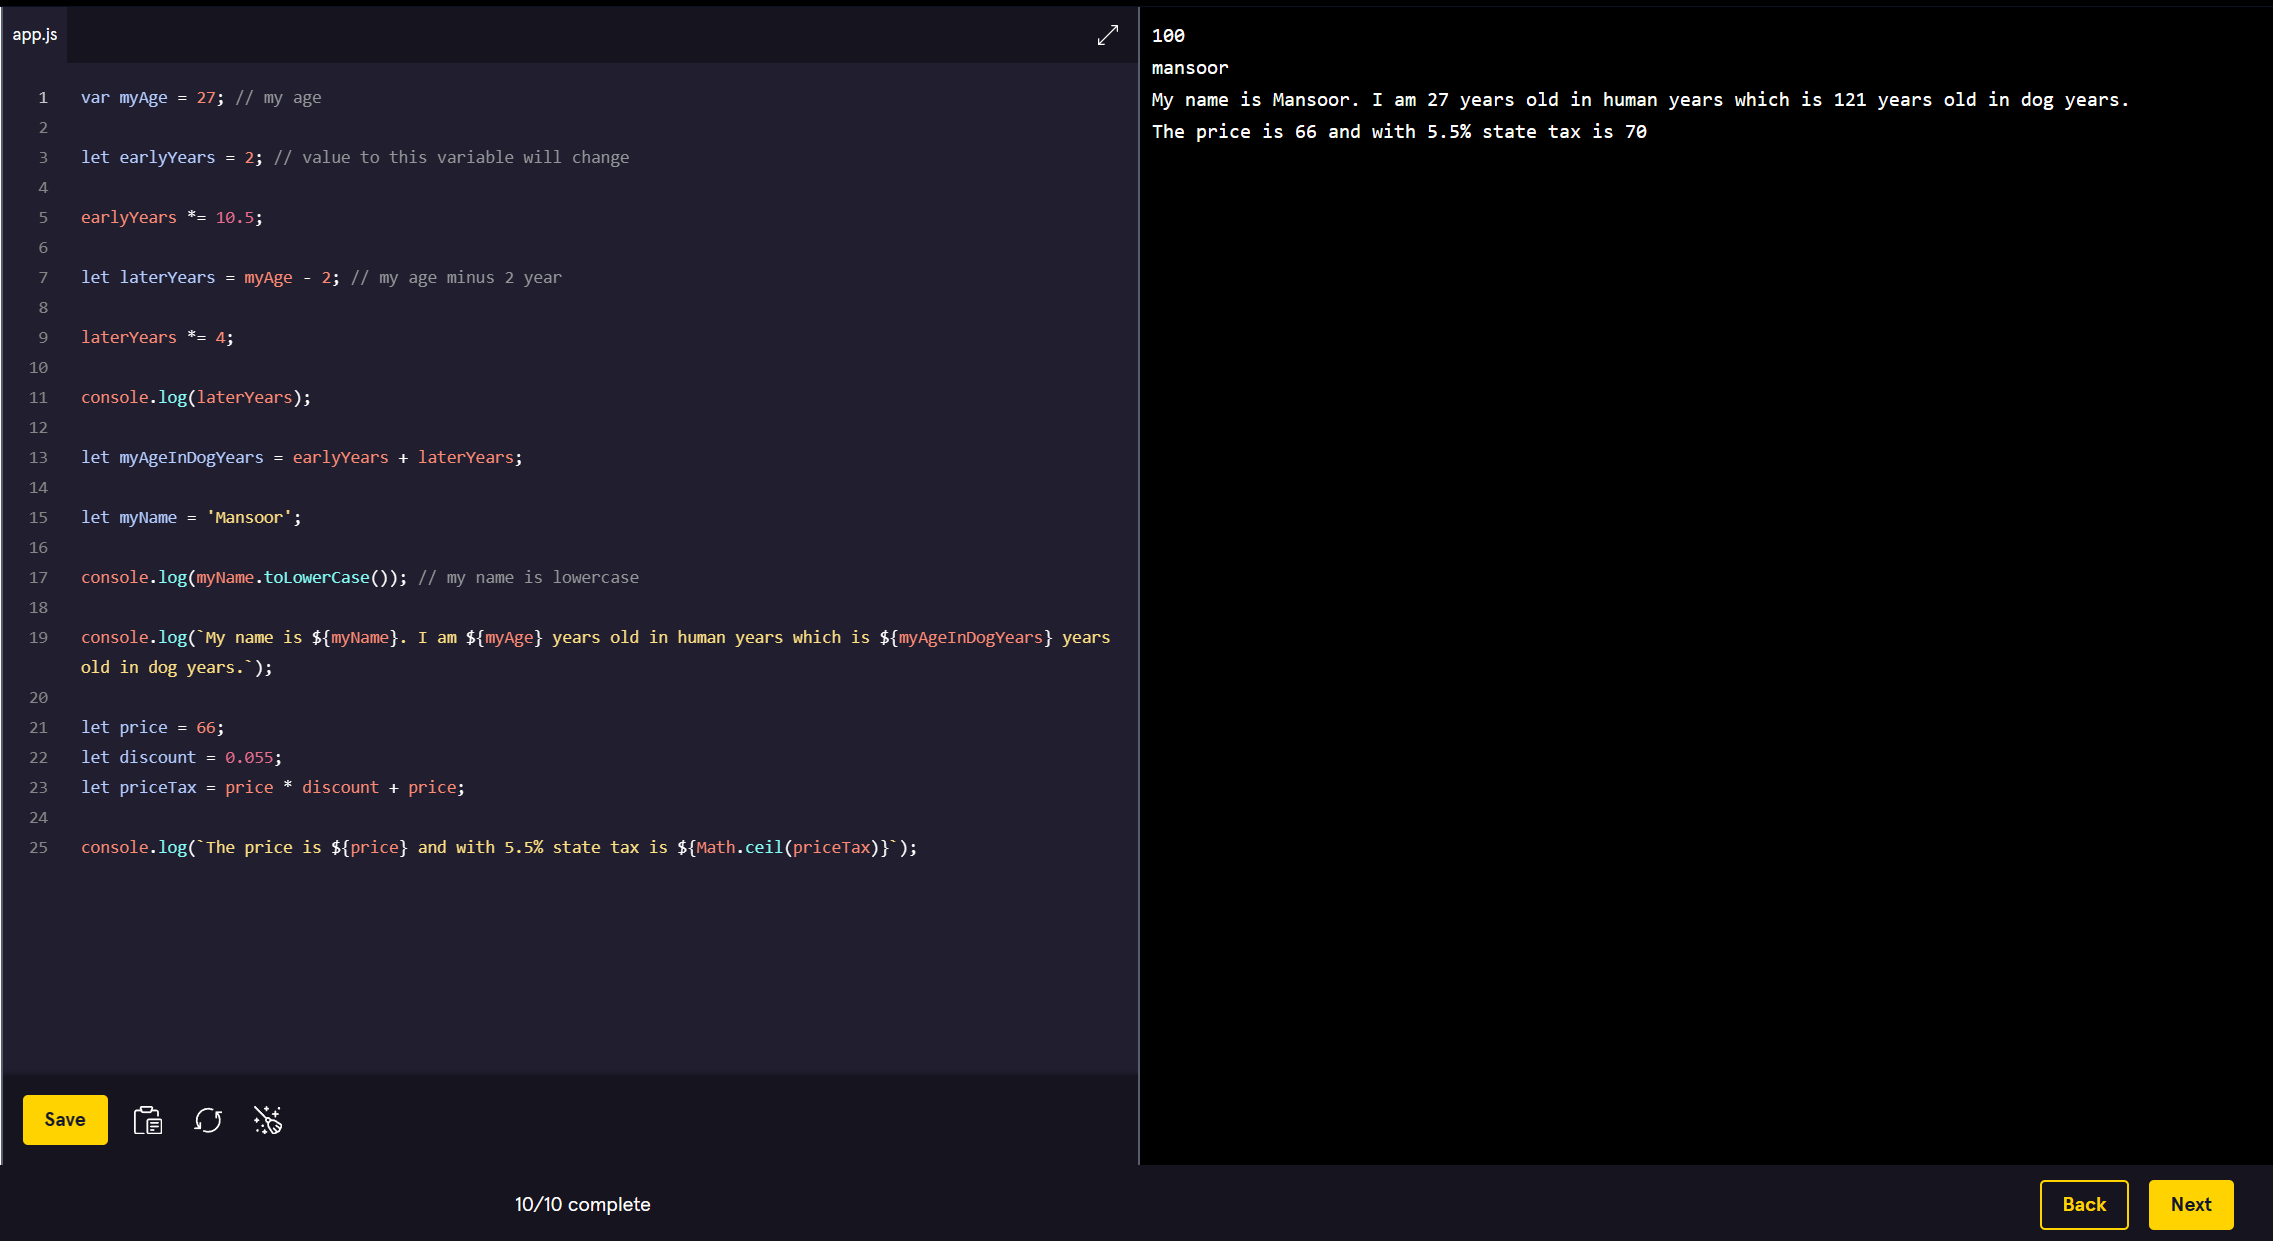 app.js
1 var myAge = 27; // my age
2
3 let earlyYears = 2; // value to this variable will change
4
5 earlyYears *= 10.5;
6
7 let laterYears = myAge - 2; // my age minus 2 year
8
9 laterYears *= 4;
10
11 console.log(laterYears);
12
13 let myAgeInDogYears = earlyYears + laterYears;
14
15 let myName = 'Mansoor';
16
17 console.log(myName.toLowerCase()); // my name is lowercase
18
19 console.log(`My name is ${myName}. I am ${myAge} years old in human years which is ${myAgeInDogYears} years
old in dog years.`);
20
21 let price = 66;
22 let discount = 0.055;
23 let priceTax = price * discount + price;
24
25 console.log(`The price is ${price} and with 5.5% state tax is ${Math.ceil(priceTax)}`);
100
mansoor
My name is Mansoor. I am 27 years old in human years which is 121 years old in dog years.
The price is 66 and with 5.5% state tax is 70
Save
10/10 complete
Back
Next